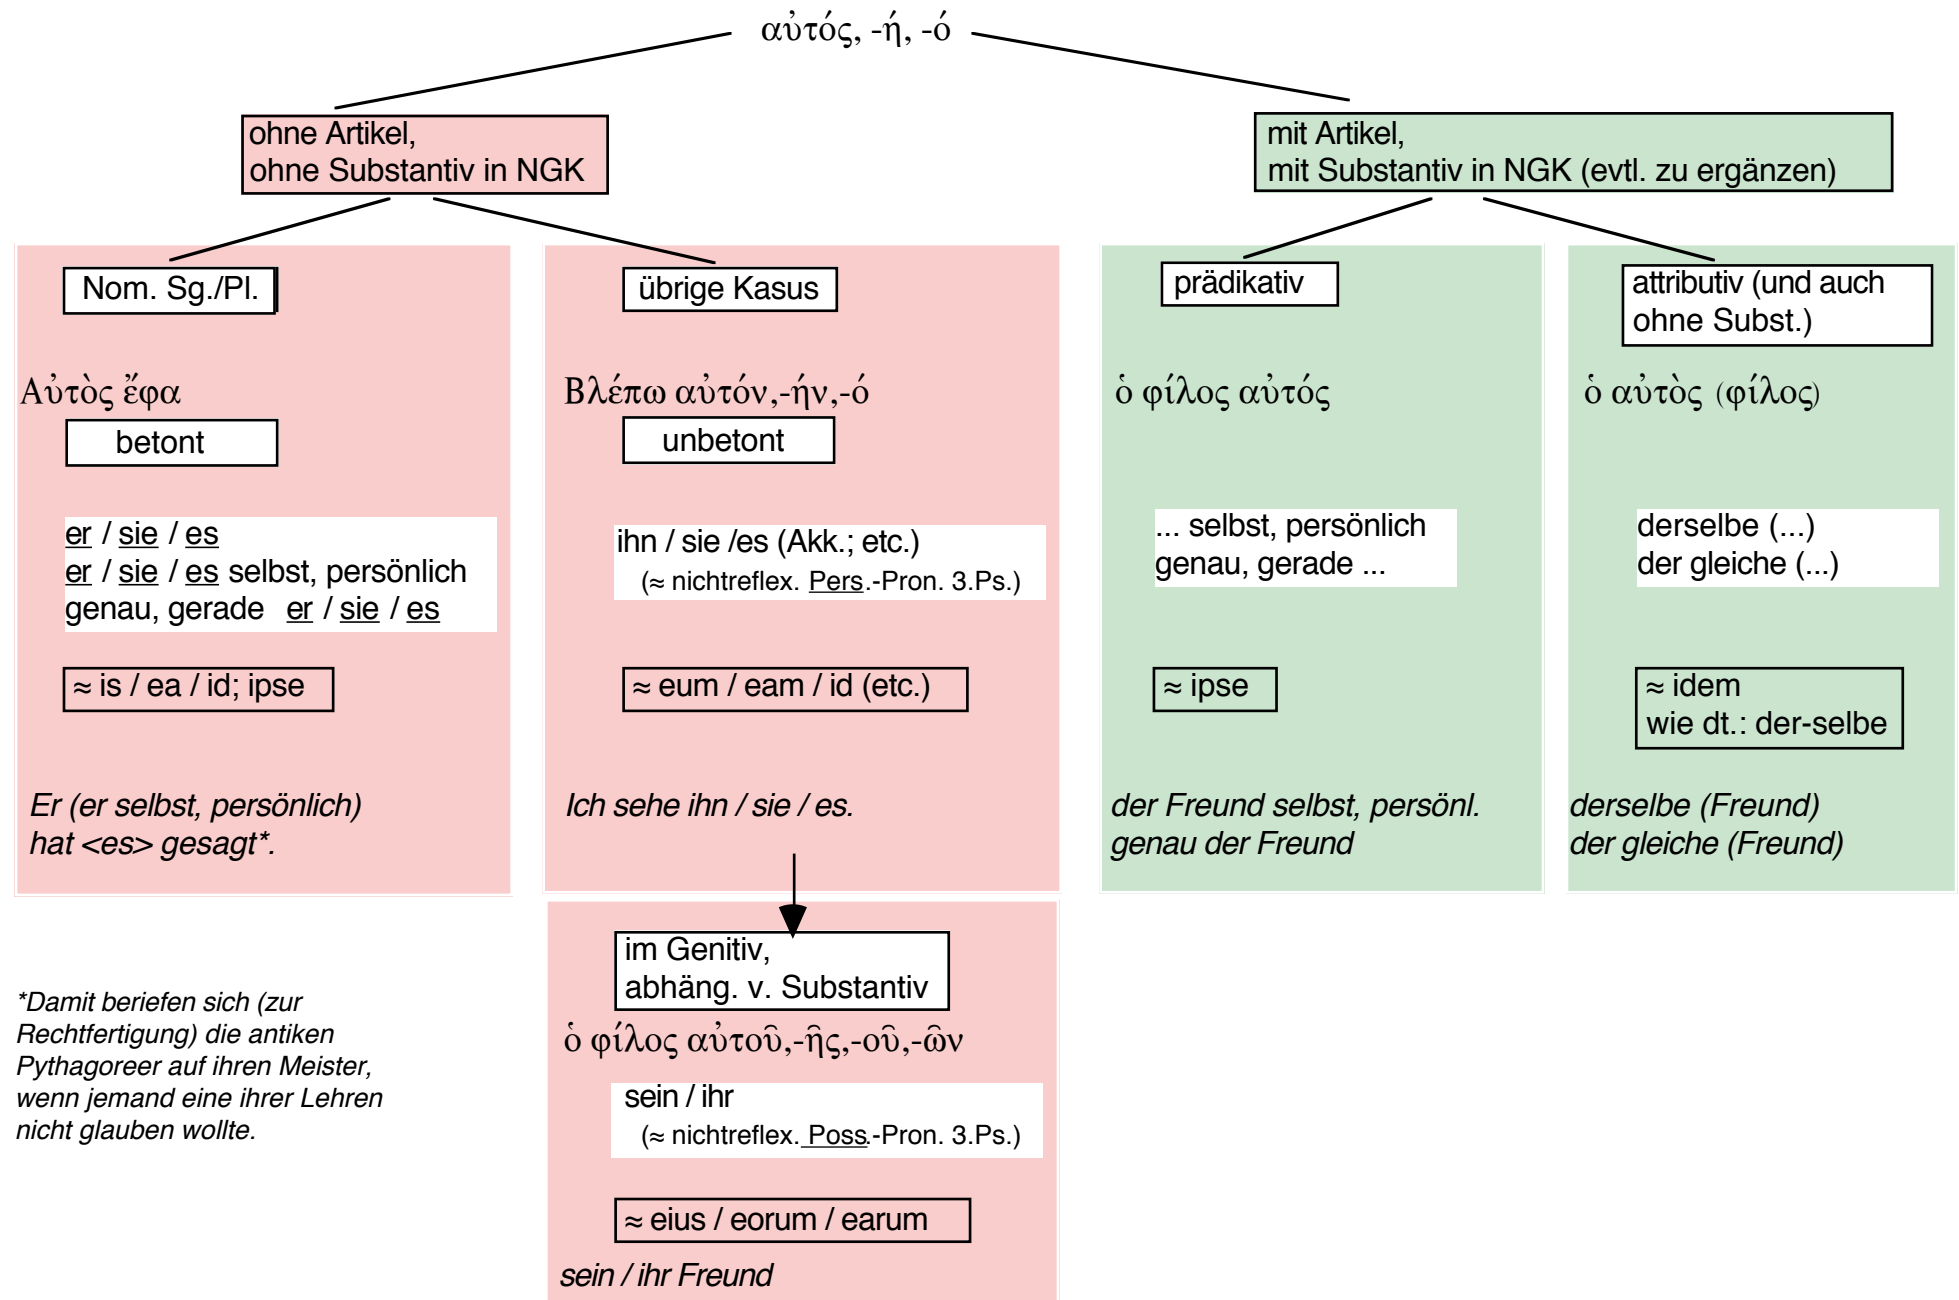 αὐτός, -ή, -ό
ohne Artikel,
ohne Substantiv in NGK
mit Artikel,
mit Substantiv in NGK (evtl. zu ergänzen)
Nom. Sg./Pl.
Αὐτὸς ἔφα
betont
er / sie / es
er / sie / es selbst, persönlich
genau, gerade er / sie / es
≈ is / ea / id; ipse
Er (er selbst, persönlich)
hat <es> gesagt*.
übrige Kasus
Βλέπω αὐτόν,-ήν,-ό
unbetont
ihn / sie /es (Akk.; etc.)
(≈ nichtreflex. Pers.-Pron. 3.Ps.)
≈ eum / eam / id (etc.)
Ich sehe ihn / sie / es.
im Genitiv,
abhäng. v. Substantiv
ὁ φίλος αὐτοῦ,-ῆς,-οῦ,-ῶν
sein / ihr
(≈ nichtreflex. Poss.-Pron. 3.Ps.)
≈ eius / eorum / earum
sein / ihr Freund
prädikativ
ὁ φίλος αὐτός
... selbst, persönlich
genau, gerade ...
≈ ipse
der Freund selbst, persönl.
genau der Freund
attributiv (und auch
ohne Subst.)
ὁ αὐτὸς (φίλος)
derselbe (...)
der gleiche (...)
≈ idem
wie dt.: der-selbe
derselbe (Freund)
der gleiche (Freund)
*Damit beriefen sich (zur
Rechtfertigung) die antiken
Pythagoreer auf ihren Meister,
wenn jemand eine ihrer Lehren
nicht glauben wollte.